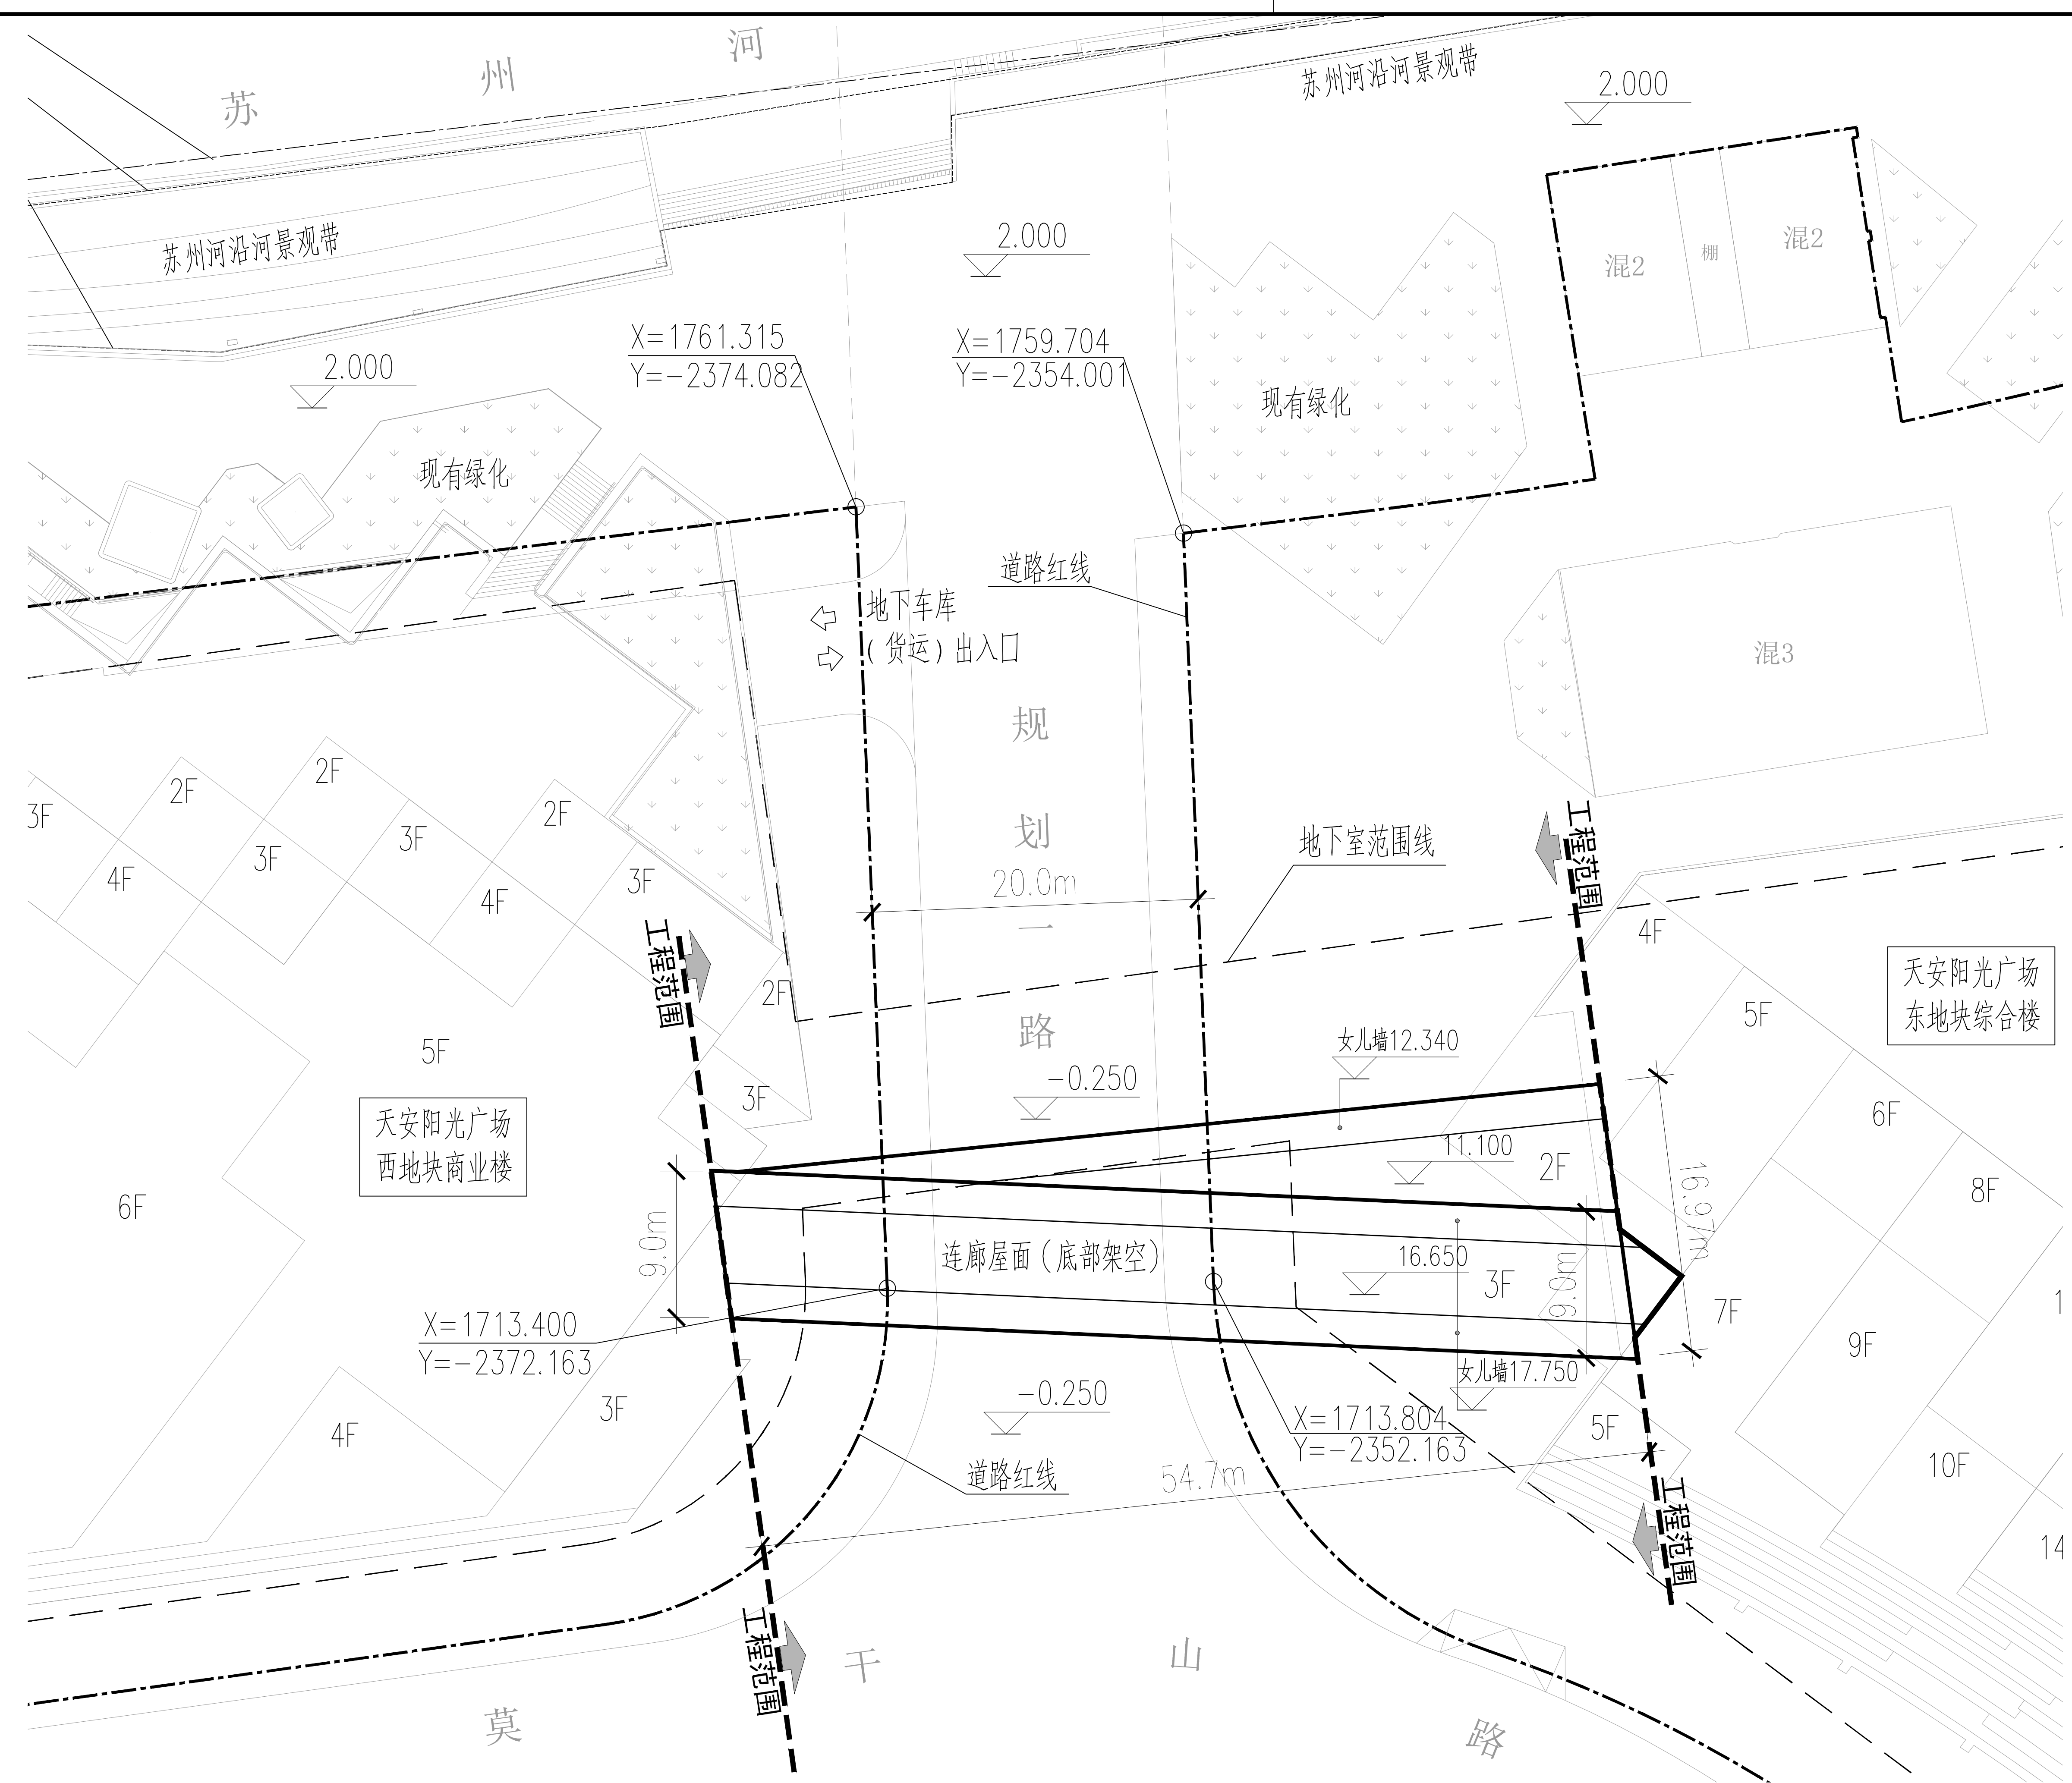 苏州河
苏州河沿河景观带
2.000
苏州河沿河景观带
2.000
混2
棚
混2
2.000
X=1761.315
Y=-2374.082
X=1759.704
Y=-2354.001
现有绿化
现有绿化
道路红线
地下车库
(货运)出入口
混3
规划一路
20.0m
地下室范围线
工程范围
工程范围
3F
2F
2F
2F
4F
3F
3F
4F
3F
2F
3F
5F
天安阳光广场
西地块商业楼
6F
4F
3F
4F
5F
天安阳光广场
东地块综合楼
6F
8F
女儿墙12.340
-0.250
11.100
2F
16.97m
9.0m
连廊屋面(底部架空)
16.650
3F
9.0m
7F
9F
10F
14
1
X=1713.400
Y=-2372.163
女儿墙17.750
-0.250
X=1713.804
Y=-2352.163
5F
道路红线
54.7m
工程范围
工程范围
莫干山路